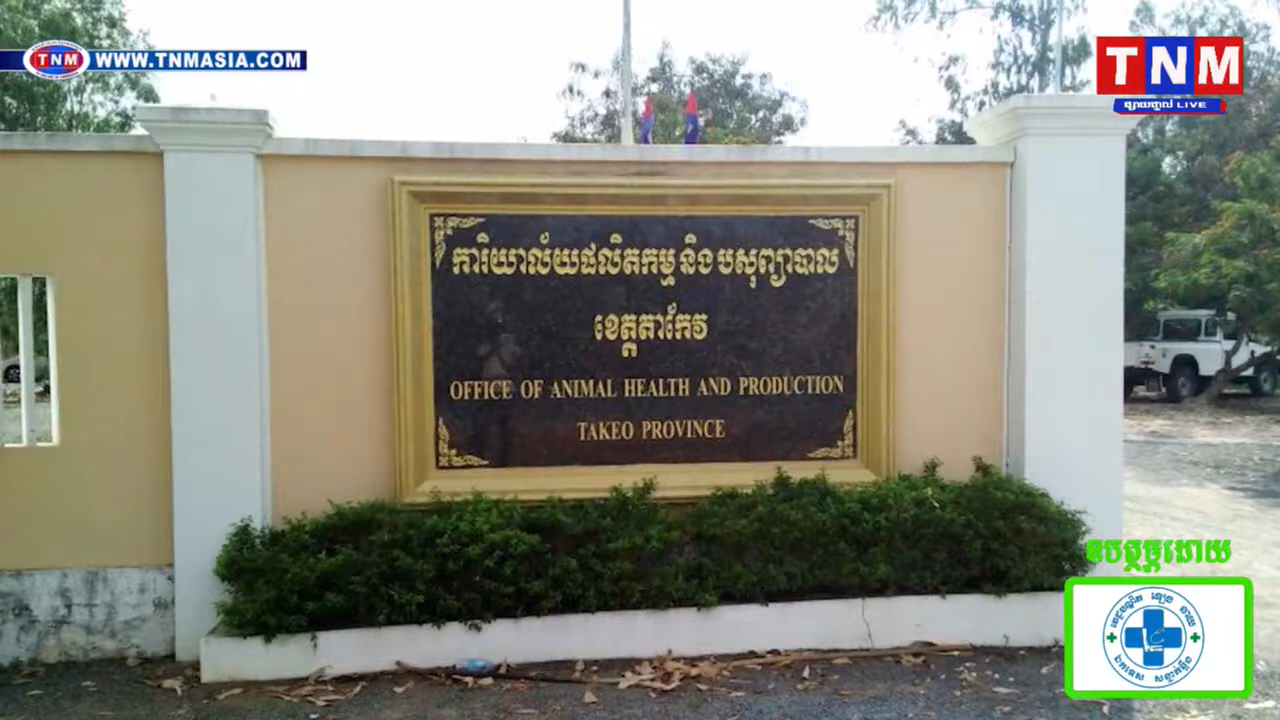 TNM WWW.TNMASIA.COM
TNM
ផ្សាយផ្ទាល់ LIVE
ការិយាល័យផលិតកម្ម និង បសុព្យាបាល
ខេត្តតាកែវ
OFFICE OF ANIMAL HEALTH AND PRODUCTION
TAKEO PROVINCE
ឧបត្ថម្ភដោយ